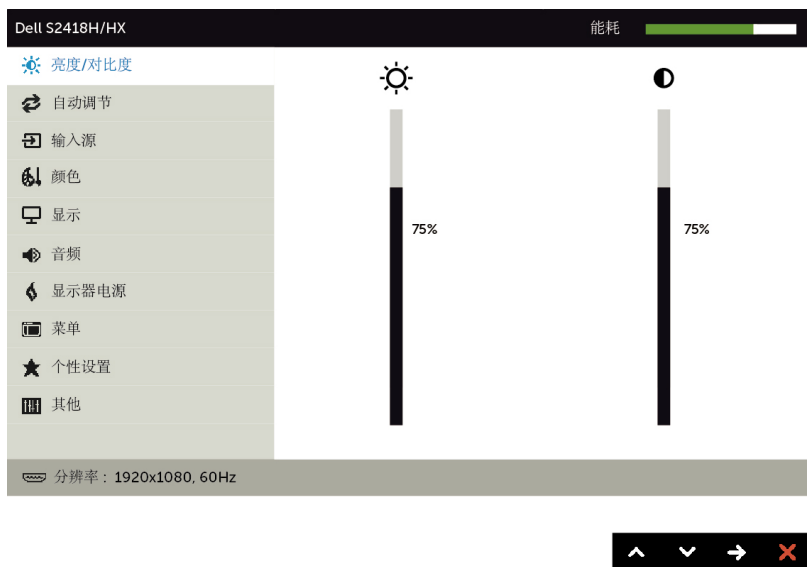 Dell S2418H/HX
能耗
亮度/对比度
自动调节
输入源
颜色
显示
音频
显示器电源
菜单
个性设置
其他
75%
75%
分辨率 : 1920x1080, 60Hz